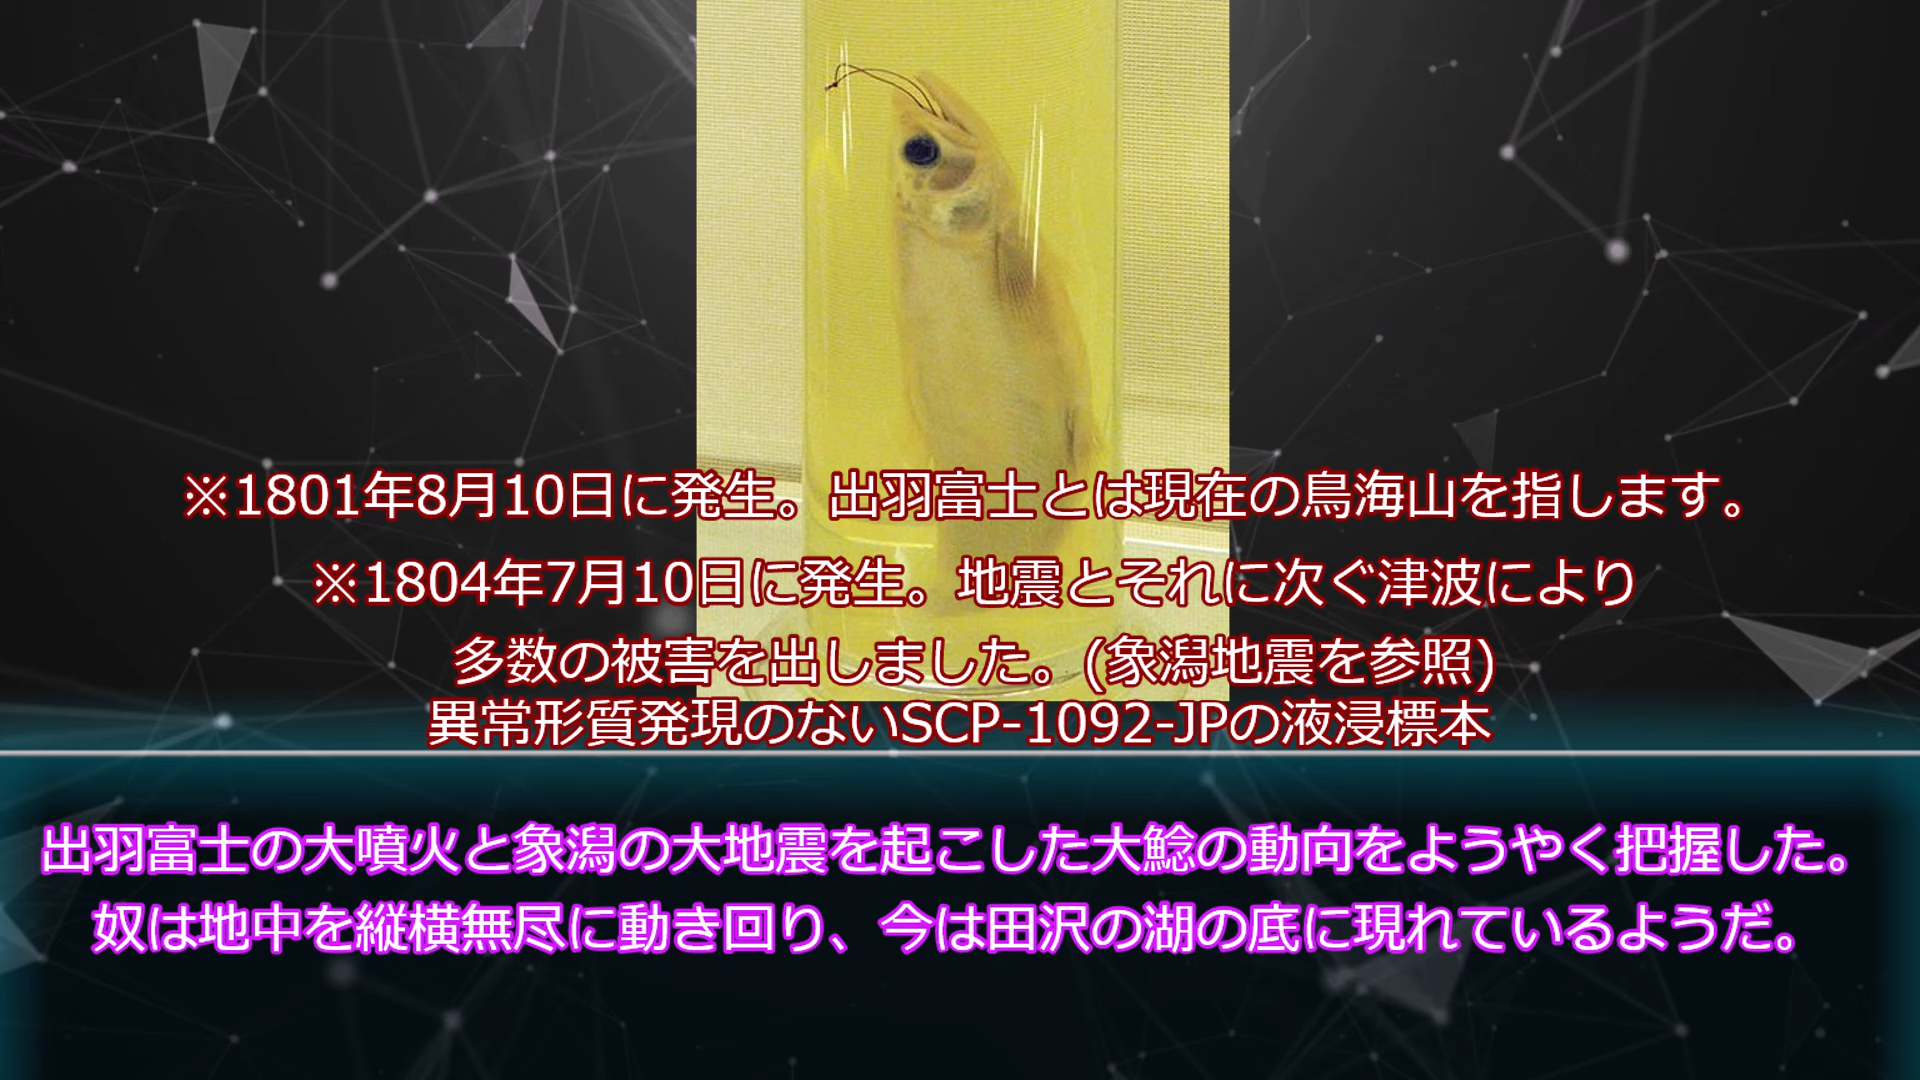 ※1801年8月10日に発生。出羽富士とは現在の鳥海山を指します。
※1804年7月10日に発生。地震とそれに次ぐ津波により
多数の被害を出しました。(象潟地震を参照)
異常形質発現のないSCP-1092-JPの液浸標本
出羽富士の大噴火と象潟の大地震を起こした大鯰の動向をようやく把握した。
奴は地中を縦横無尽に動き回り、今は田沢の湖の底に現れているようだ。